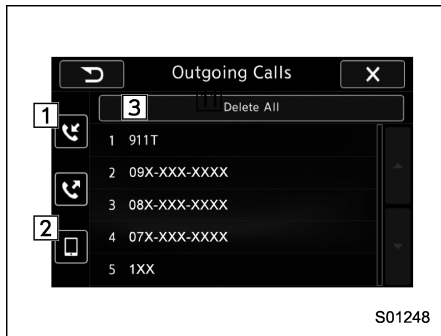 Outgoing Calls X
Delete All
1 911T
2 09X-XXX-XXXX
3 08X-XXX-XXXX
4 07X-XXX-XXXX
5 1XX
1
2
3
S01248